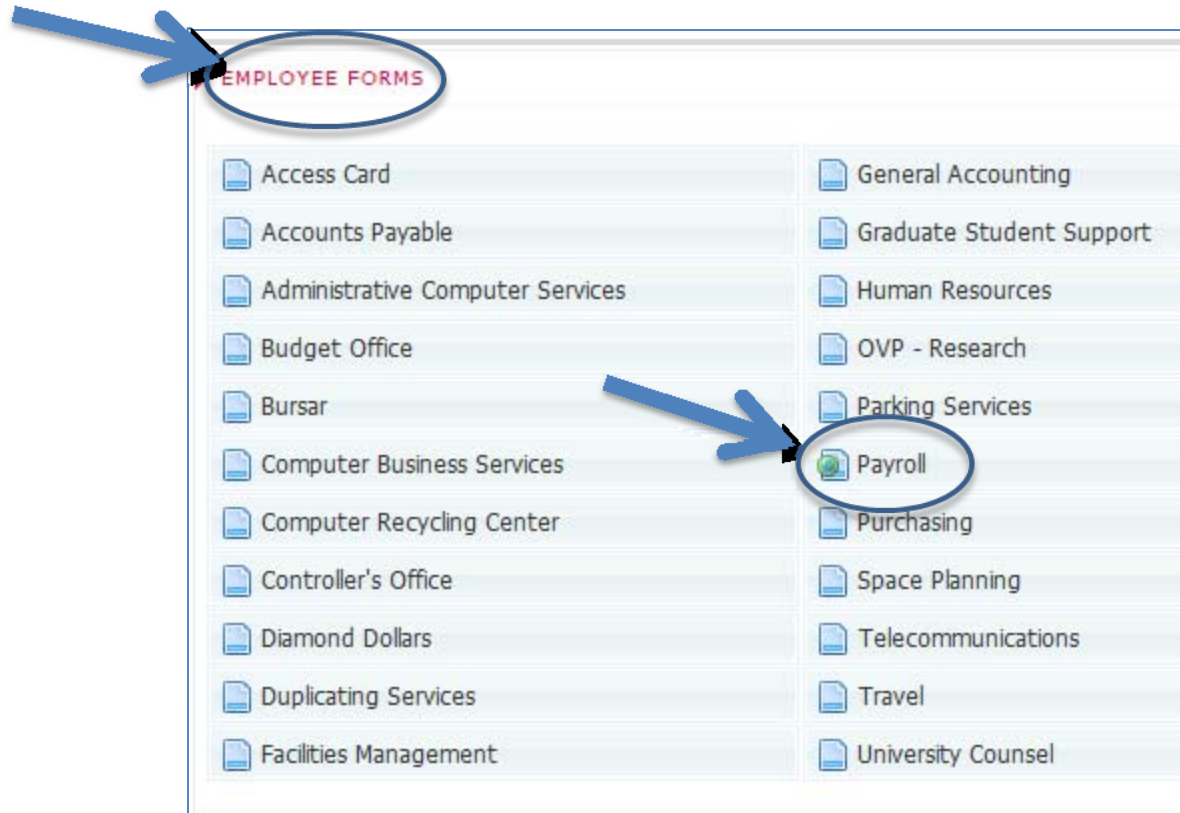 EMPLOYEE FORMS
Access Card
Accounts Payable
Administrative Computer Services
Budget Office
Bursar
Computer Business Services
Computer Recycling Center
Controller's Office
Diamond Dollars
Duplicating Services
Facilities Management
General Accounting
Graduate Student Support
Human Resources
OVP - Research
Parking Services
Payroll
Purchasing
Space Planning
Telecommunications
Travel
University Counsel